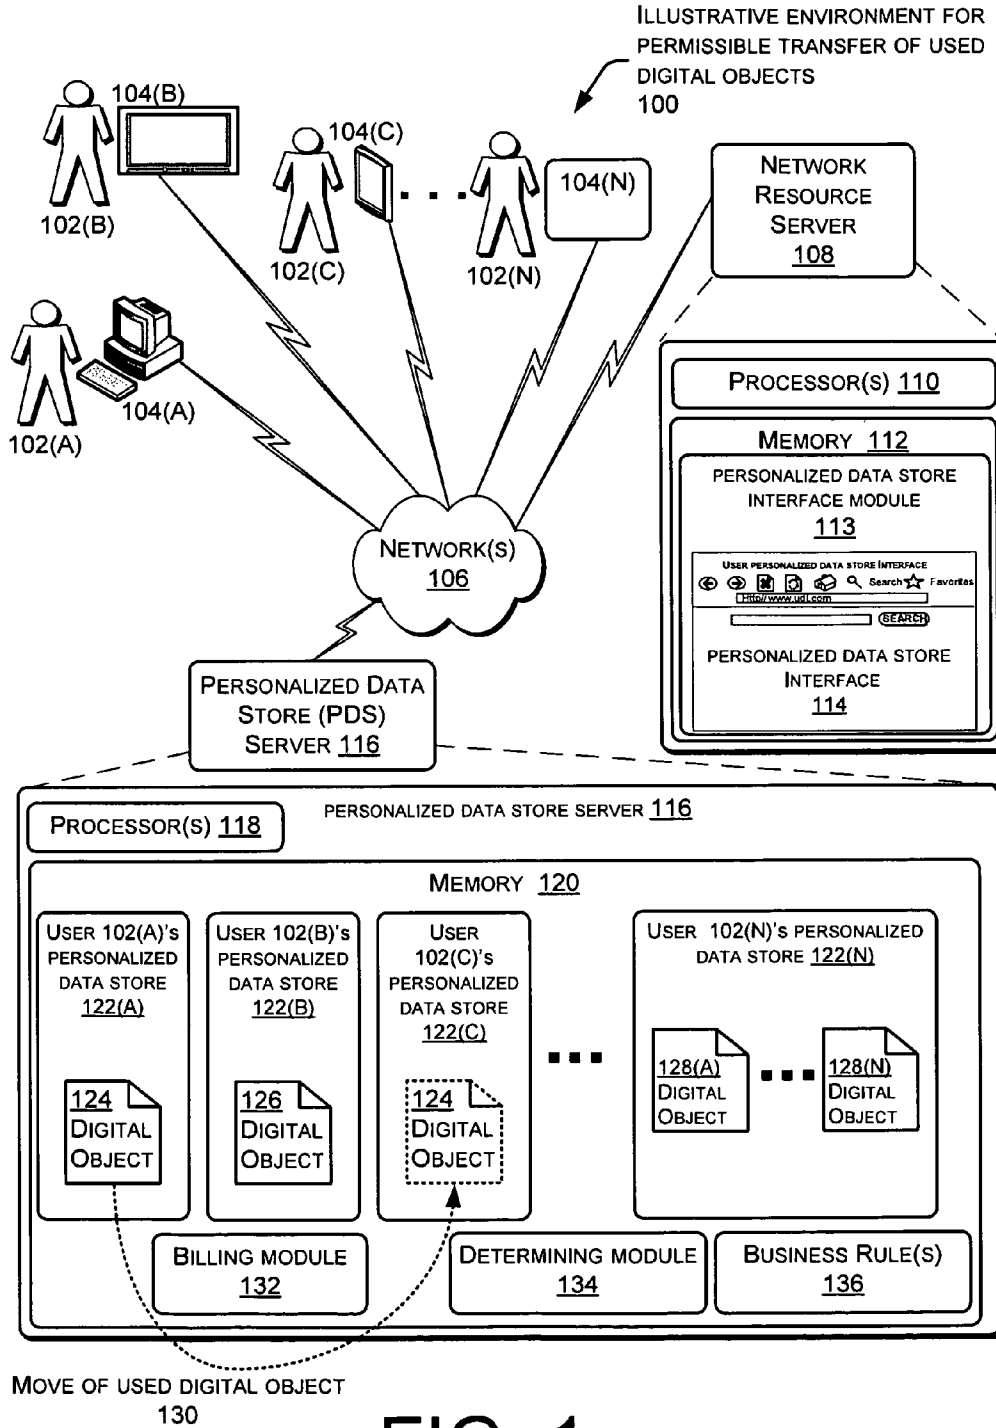 ILLUSTRATIVE ENVIRONMENT FOR
PERMISSIBLE TRANSFER OF USED
DIGITAL OBJECTS
100
104(B)
102(B)
104(C)
102(C)
104(N)
102(N)
NETWORK
RESOURCE
SERVER
108
102(A)
104(A)
PROCESSOR(S) 110
MEMORY 112
PERSONALIZED DATA STORE
INTERFACE MODULE
113
USER PERSONALIZED DATA STORE INTERFACE
Search Favorites
Http//www.udl.com
SEARCH
PERSONALIZED DATA STORE
INTERFACE
114
NETWORK(S)
106
PERSONALIZED DATA
STORE (PDS)
SERVER 116
PERSONALIZED DATA STORE SERVER 116
PROCESSOR(S) 118
MEMORY 120
USER 102(A)'S
PERSONALIZED
DATA STORE
122(A)
124
DIGITAL
OBJECT
USER 102(B)'S
PERSONALIZED
DATA STORE
122(B)
126
DIGITAL
OBJECT
USER
102(C)'S
PERSONALIZED
DATA STORE
122(C)
124
DIGITAL
OBJECT
USER 102(N)'S PERSONALIZED
DATA STORE 122(N)
128(A)
DIGITAL
OBJECT
128(N)
DIGITAL
OBJECT
BILLING MODULE
132
DETERMINING MODULE
134
BUSINESS RULE(S)
136
MOVE OF USED DIGITAL OBJECT
130
FIG. 1